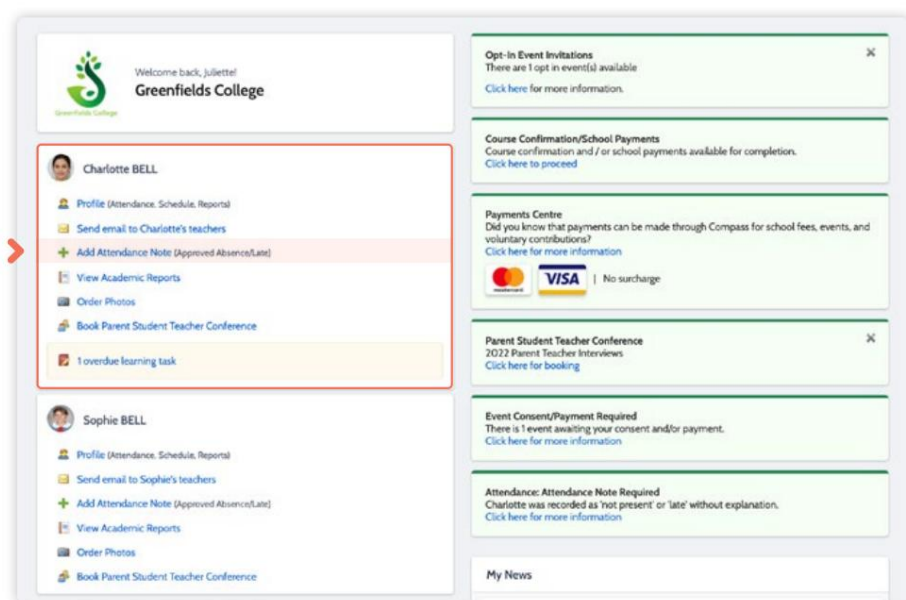 Welcome back, Juliette!
Greenfields College
Greenfields College
Charlotte BELL
Profile (Attendance, Schedule, Reports)
Send email to Charlotte's teachers
Add Attendance Note (Approved Absence/Late)
View Academic Reports
Order Photos
Book Parent Student Teacher Conference
1 overdue learning task
Sophie BELL
Profile (Attendance, Schedule, Reports)
Send email to Sophie's teachers
Add Attendance Note (Approved Absence/Late)
View Academic Reports
Order Photos
Book Parent Student Teacher Conference
Opt-In Event Invitations
There are 1 opt in event(s) available
Click here for more information.
Course Confirmation/School Payments
Course confirmation and / or school payments available for completion.
Click here to proceed
Payments Centre
Did you know that payments can be made through Compass for school fees, events, and
voluntary contributions?
Click here for more information
mastercard VISA | No surcharge
Parent Student Teacher Conference
2022 Parent Teacher Interviews
Click here for booking
Event Consent/Payment Required
There is 1 event awaiting your consent and/or payment.
Click here for more information
Attendance: Attendance Note Required
Charlotte was recorded as 'not present' or 'late' without explanation.
Click here for more information
My News